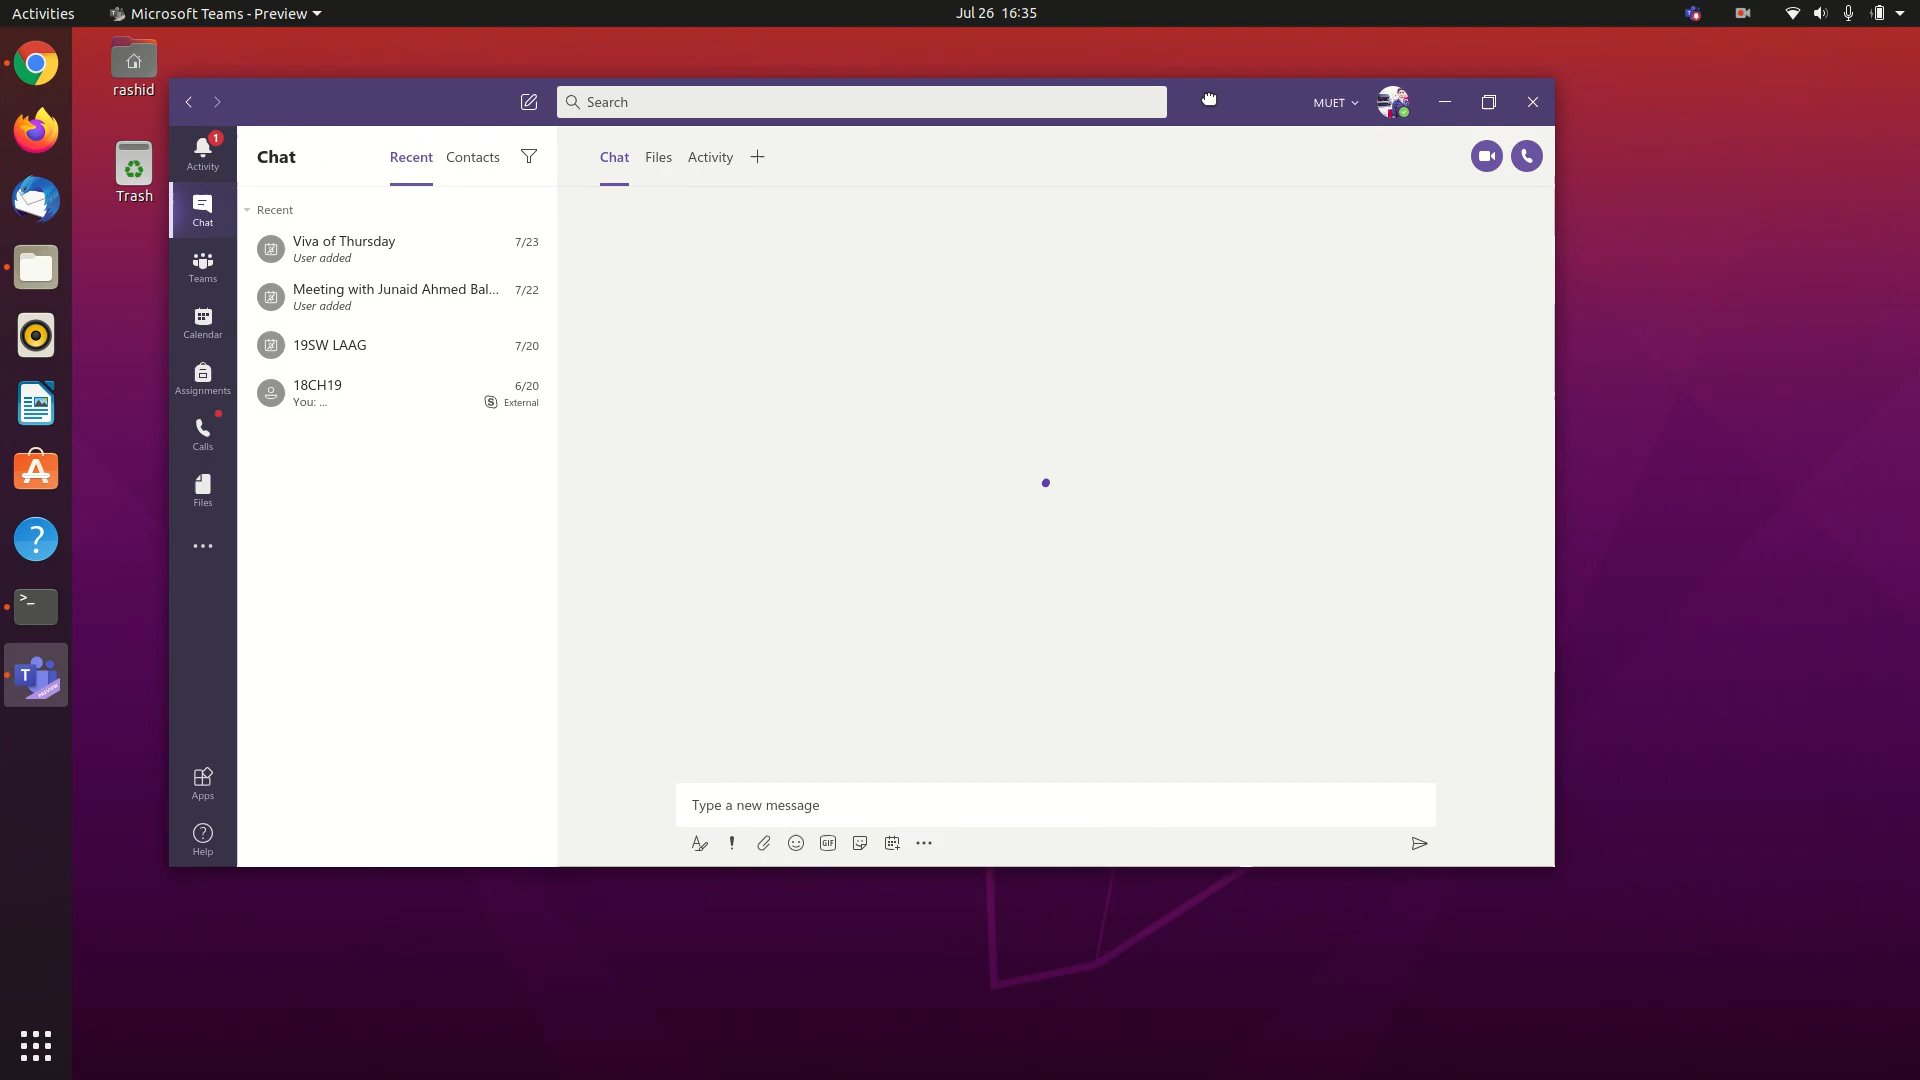 Activities
Microsoft Teams - Preview
Jul 26 16:35
rashid
Trash
Search
MUET
1
Activity
Chat
Teams
Calendar
Assignments
Calls
Files
Apps
Help
Chat
Recent
Contacts
Recent
Viva of Thursday 7/23
User added
Meeting with Junaid Ahmed Bal... 7/22
User added
19SW LAAG 7/20
18CH19 6/20
You: ... External
Chat Files Activity
Type a new message
GIF